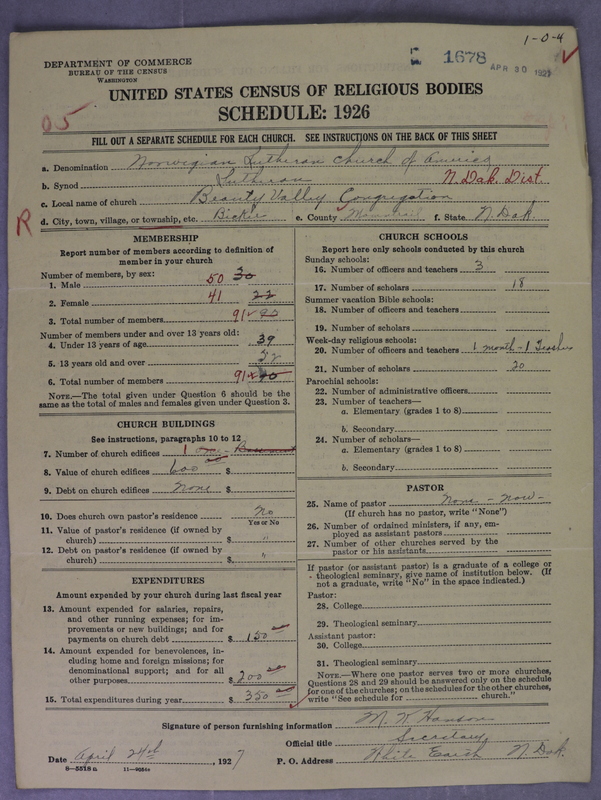 1-0-4
DEPARTMENT OF COMMERCE
BUREAU OF THE CENSUS
WASHINGTON
1678 APR 30 1927
UNITED STATES CENSUS OF RELIGIOUS BODIES
SCHEDULE: 1926
05
FILL OUT A SEPARATE SCHEDULE FOR EACH CHURCH. SEE INSTRUCTIONS ON THE BACK OF THIS SHEET
a. Denomination Norwegian Lutheran Church of America
b. Synod Lutheran N. Dak. Dist.
c. Local name of church Beauty Valley Congregation
R d. City, town, village, or township, etc. e. County f. State N. Dak.
MEMBERSHIP
Report number of members according to definition of member in your church
Number of members, by sex:
1. Male 50 30
2. Female 41 22
3. Total number of members 91
Number of members under and over 13 years old:
4. Under 13 years of age 39
5. 13 years old and over
6. Total number of members 91
NOTE.—The total given under Question 6 should be the same as the total of males and females given under Question 3.
CHURCH BUILDINGS
See instructions, paragraphs 10 to 12
7. Number of church edifices 1 Basement
8. Value of church edifices 600 $
9. Debt on church edifices None $
10. Does church own pastor's residence No
Yes or No
11. Value of pastor's residence (if owned by church) $ "
12. Debt on pastor's residence (if owned by church) $ "
EXPENDITURES
Amount expended by your church during last fiscal year
13. Amount expended for salaries, repairs, and other running expenses; for improvements or new buildings; and for payments on church debt $ 150
14. Amount expended for benevolences, including home and foreign missions; for denominational support; and for all other purposes $ 200
15. Total expenditures during year $ 350
CHURCH SCHOOLS
Report here only schools conducted by this church
Sunday schools:
16. Number of officers and teachers 3
17. Number of scholars 18
Summer vacation Bible schools:
18. Number of officers and teachers
19. Number of scholars
Week-day religious schools:
20. Number of officers and teachers 1 month - 1 Teacher
21. Number of scholars 20
Parochial schools:
22. Number of administrative officers
23. Number of teachers—
a. Elementary (grades 1 to 8)
b. Secondary
24. Number of scholars—
a. Elementary (grades 1 to 8)
b. Secondary
PASTOR
25. Name of pastor None - now -
(If church has no pastor, write "None")
26. Number of ordained ministers, if any, employed as assistant pastors
27. Number of other churches served by the pastor or his assistants
If pastor (or assistant pastor) is a graduate of a college or theological seminary, give name of institution below. (If not a graduate, write "No" in the space indicated.)
Pastor:
28. College
29. Theological seminary
Assistant pastor:
30. College
31. Theological seminary
NOTE.—Where one pastor serves two or more churches, Questions 28 and 29 should be answered only on the schedule for one of the churches; on the schedules for the other churches, write "See schedule for church."
Signature of person furnishing information Hanson
Official title Secretary
Date April 24th, 1927 P. O. Address White Earth N. Dak.